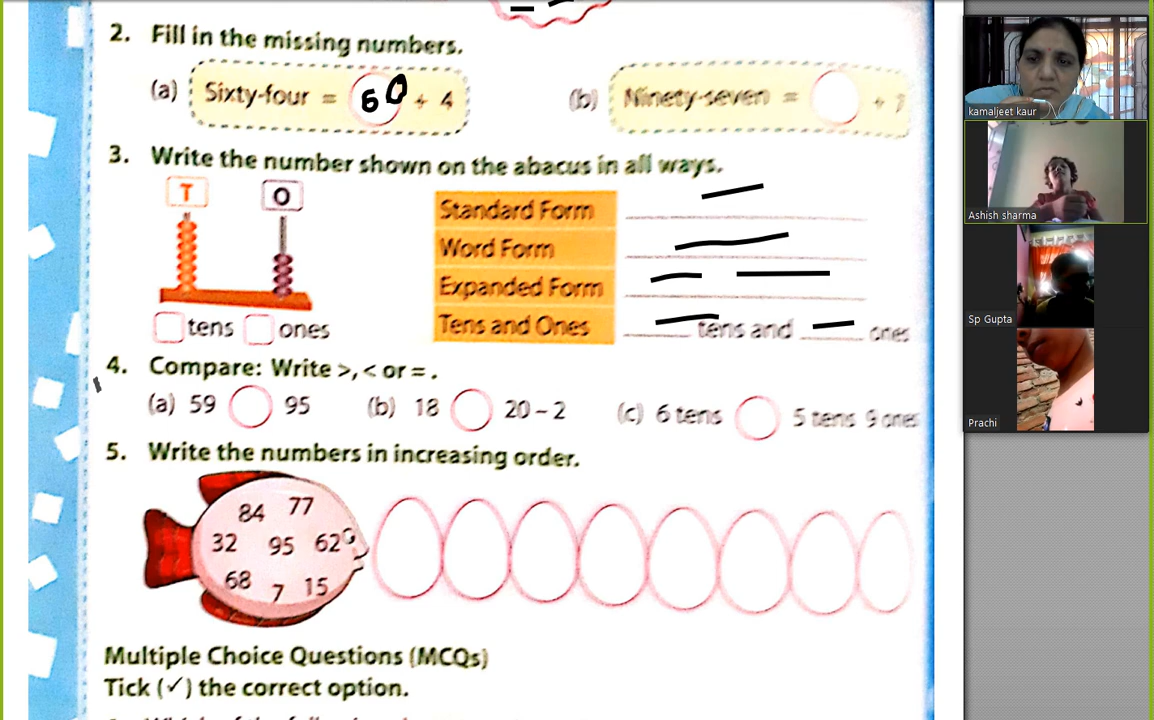 2. Fill in the missing numbers.
(a) Sixty-four = 60 + 4 (b) Ninety-seven = + 7
3. Write the number shown on the abacus in all ways.
T O
Standard Form
Word Form
Expanded Form
Tens and Ones tens and ones
tens ones
4. Compare: Write >, < or = .
(a) 59 95 (b) 18 20 – 2 (c) 6 tens 5 tens 9 ones
5. Write the numbers in increasing order.
84 77
32 95 62
68 7 15
Multiple Choice Questions (MCQs)
Tick (✓) the correct option.
kamaljeet kaur
Ashish sharma
Sp Gupta
Prachi